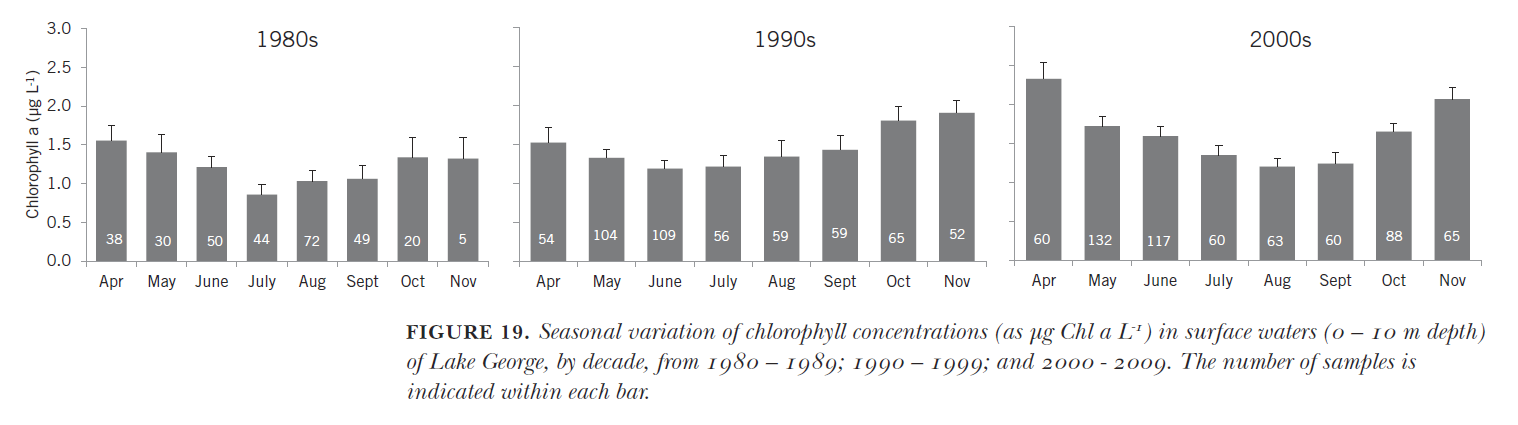 1980s
1990s
2000s
Chlorophyll a (µg L-1)
3.0
2.5
2.0
1.5
1.0
0.5
0.0
38 30 50 44 72 49 20 5
54 104 109 56 59 59 65 52
60 132 117 60 63 60 88 65
Apr May June July Aug Sept Oct Nov
Apr May June July Aug Sept Oct Nov
Apr May June July Aug Sept Oct Nov
FIGURE 19. Seasonal variation of chlorophyll concentrations (as µg Chl a L-1) in surface waters (0 – 10 m depth)
of Lake George, by decade, from 1980 – 1989; 1990 – 1999; and 2000 - 2009. The number of samples is
indicated within each bar.